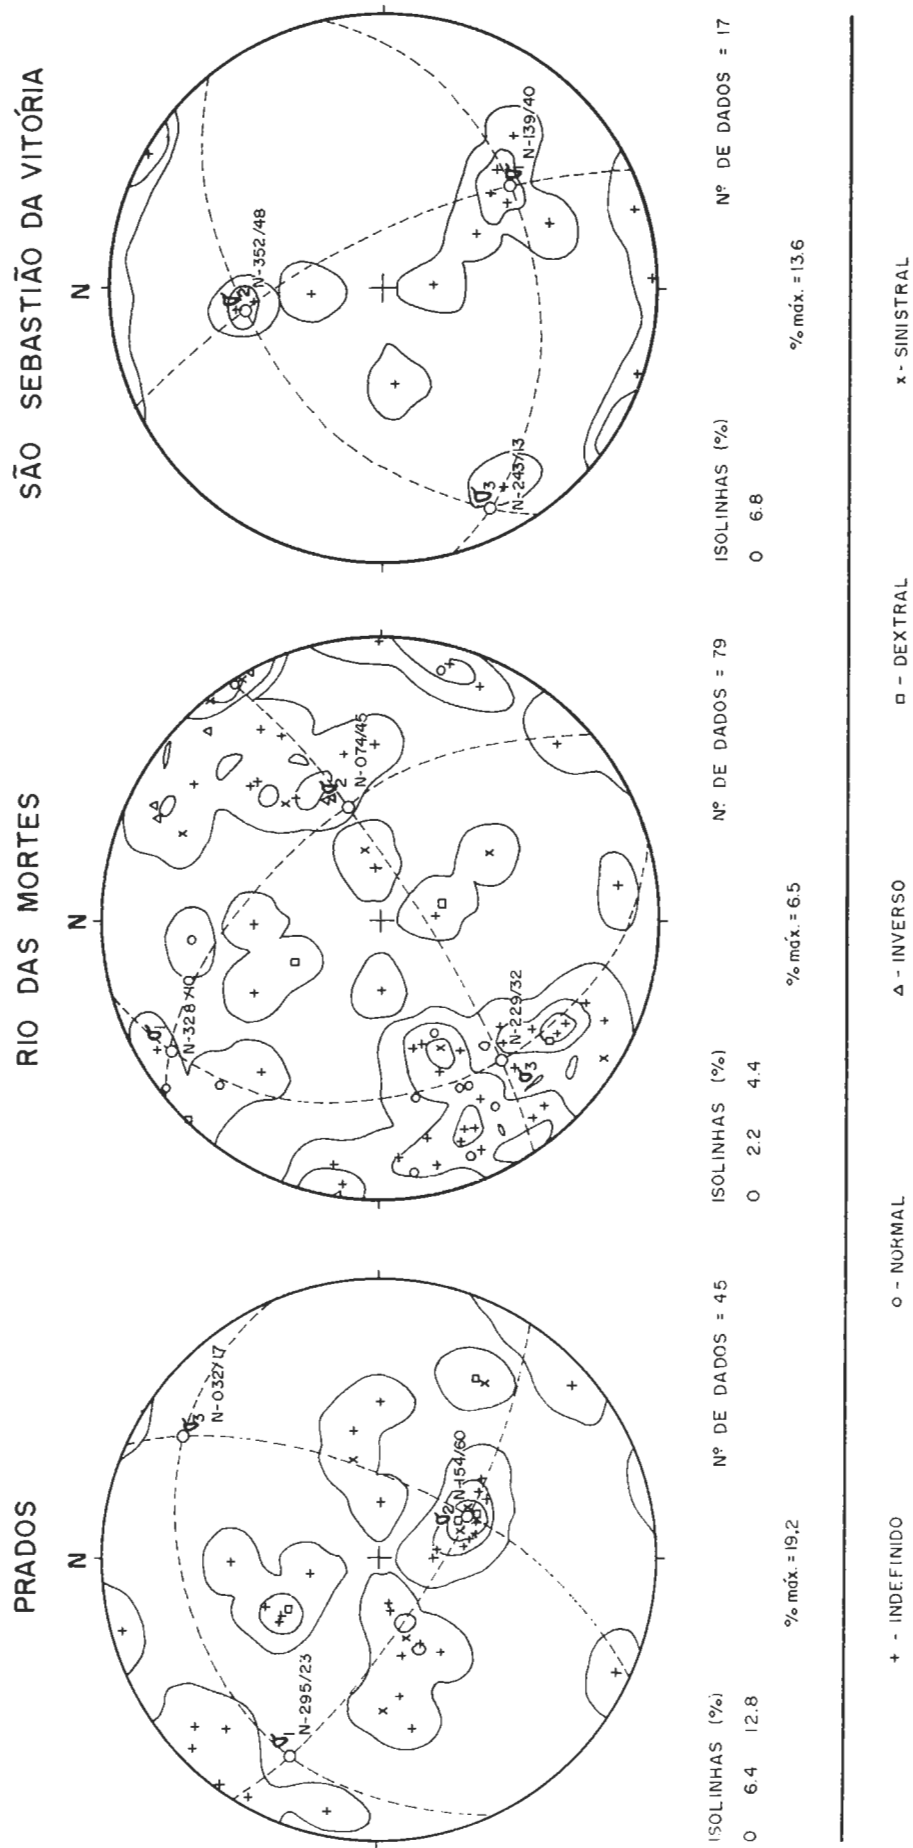 PRADOS
N
σ3
N-032/17
σ1
N-295/23
σ2
N-154/60
ISOLINHAS (%)
0 6.4 12.8
Nº DE DADOS = 45
% máx. = 19,2
RIO DAS MORTES
N
σ1
N-328/10
σ2
N-074/45
N-229/32
σ3
ISOLINHAS (%)
0 2.2 4.4
Nº DE DADOS = 79
% máx. = 6.5
SÃO SEBASTIÃO DA VITÓRIA
N
σ2
N-352/48
σ1
N-139/40
σ3
N-243/13
ISOLINHAS (%)
0 6.8
Nº DE DADOS = 17
% máx. = 13.6
+ - INDEFINIDO
o - NORMAL
△ - INVERSO
□ - DEXTRAL
x - SINISTRAL